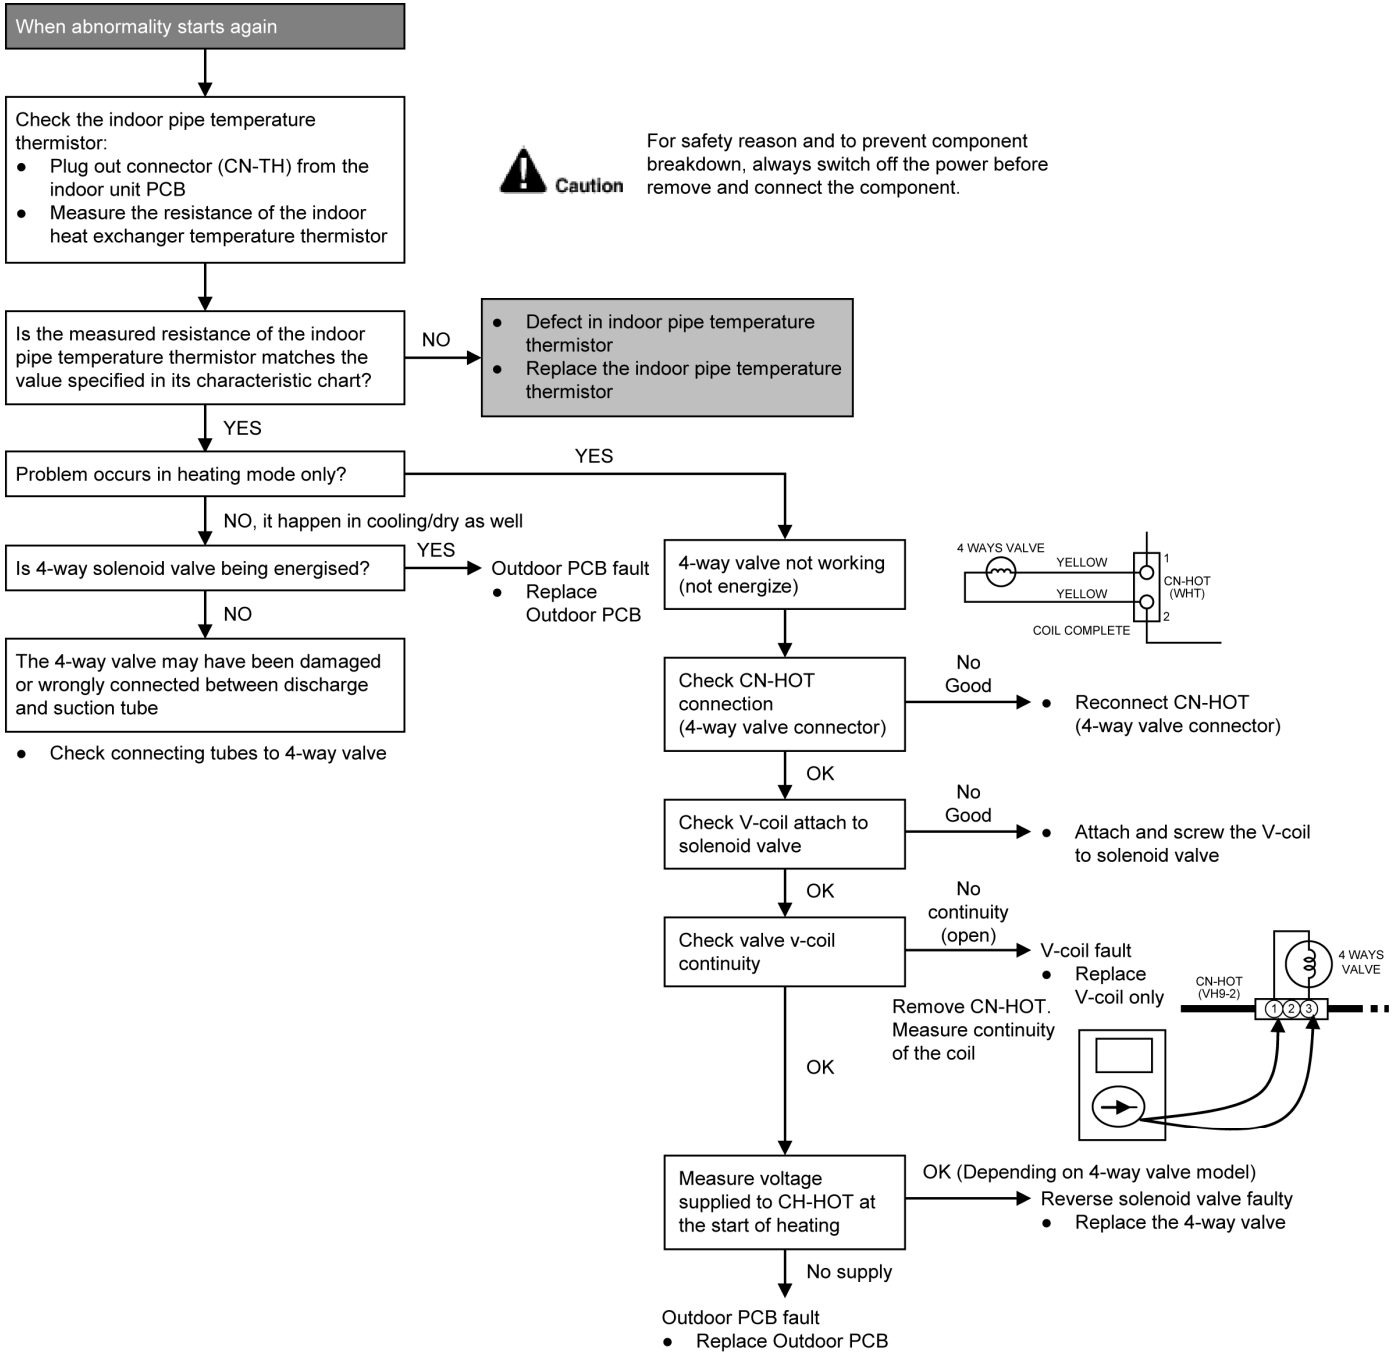 When abnormality starts again
Check the indoor pipe temperature
thermistor:
● Plug out connector (CN-TH) from the
indoor unit PCB
● Measure the resistance of the indoor
heat exchanger temperature thermistor
Caution
For safety reason and to prevent component
breakdown, always switch off the power before
remove and connect the component.
Is the measured resistance of the indoor
pipe temperature thermistor matches the
value specified in its characteristic chart?
NO
● Defect in indoor pipe temperature
thermistor
● Replace the indoor pipe temperature
thermistor
YES
Problem occurs in heating mode only?
YES
NO, it happen in cooling/dry as well
Is 4-way solenoid valve being energised?
YES
Outdoor PCB fault
● Replace
Outdoor PCB
NO
The 4-way valve may have been damaged
or wrongly connected between discharge
and suction tube
● Check connecting tubes to 4-way valve
4-way valve not working
(not energize)
4 WAYS VALVE
YELLOW
YELLOW
1
CN-HOT
(WHT)
2
COIL COMPLETE
Check CN-HOT
connection
(4-way valve connector)
No
Good
● Reconnect CN-HOT
(4-way valve connector)
OK
Check V-coil attach to
solenoid valve
No
Good
● Attach and screw the V-coil
to solenoid valve
OK
Check valve v-coil
continuity
No
continuity
(open)
V-coil fault
● Replace
V-coil only
Remove CN-HOT.
Measure continuity
of the coil
4 WAYS
VALVE
CN-HOT
(VH9-2)
1 2 3
OK
Measure voltage
supplied to CH-HOT at
the start of heating
OK (Depending on 4-way valve model)
Reverse solenoid valve faulty
● Replace the 4-way valve
No supply
Outdoor PCB fault
● Replace Outdoor PCB